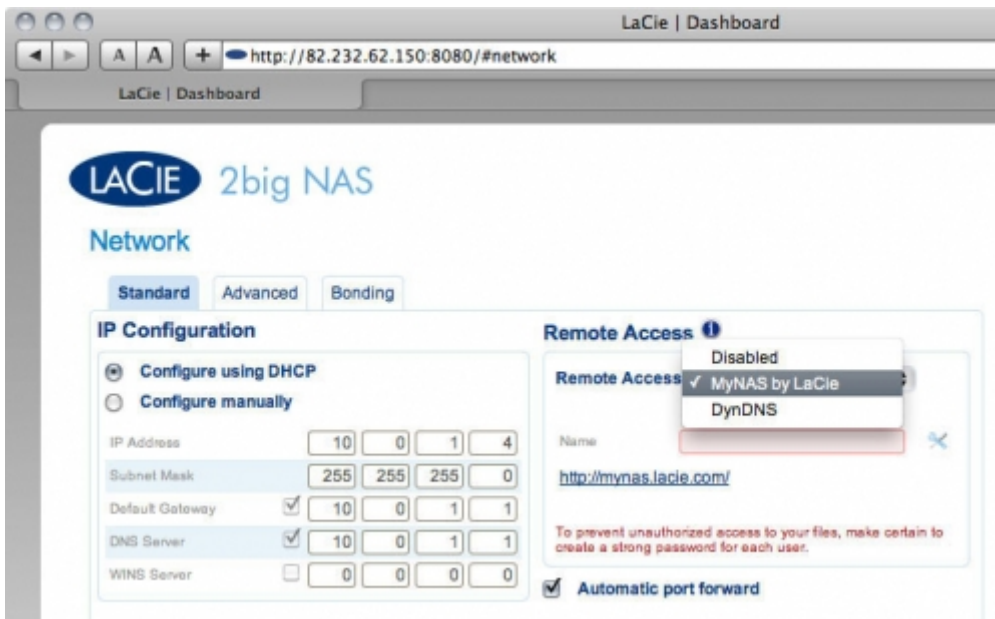 LaCie | Dashboard
A A + http://82.232.62.150:8080/#network
LaCie | Dashboard
LACIE 2big NAS
Network
Standard Advanced Bonding
IP Configuration
Configure using DHCP
Configure manually
IP Address 10 0 1 4
Subnet Mask 255 255 255 0
Default Gateway 10 0 1 1
DNS Server 10 0 1 1
WINS Server 0 0 0 0
Remote Access i
Remote Access
Disabled
✓ MyNAS by LaCie
DynDNS
Name
http://mynas.lacie.com/
To prevent unauthorized access to your files, make certain to
create a strong password for each user.
Automatic port forward